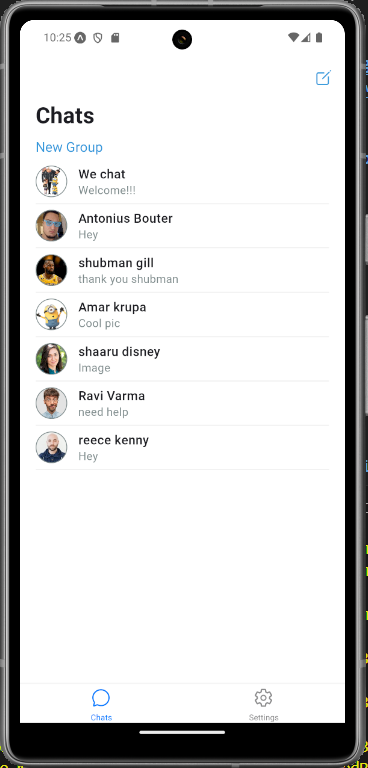 10:25
Chats
New Group
We chat
Welcome!!!
Antonius Bouter
Hey
shubman gill
thank you shubman
Amar krupa
Cool pic
shaaru disney
Image
Ravi Varma
need help
reece kenny
Hey
Chats
Settings